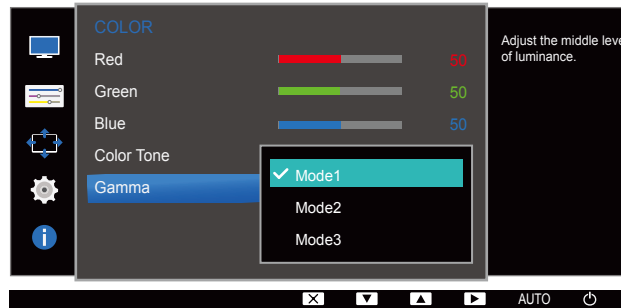 COLOR
Red 50
Green 50
Blue 50
Color Tone
Gamma
Mode1
Mode2
Mode3
Adjust the middle leve
of luminance.
AUTO